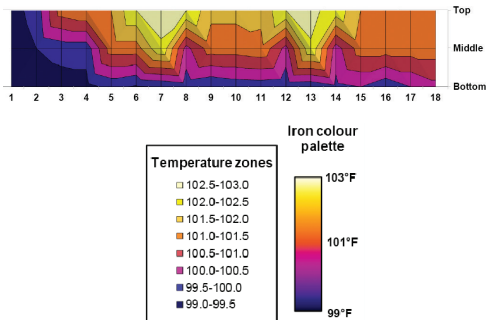 Top
Middle
Bottom
1 2 3 4 5 6 7 8 9 10 11 12 13 14 15 16 17 18
Iron colour
palette
Temperature zones
102.5-103.0
102.0-102.5
101.5-102.0
101.0-101.5
100.5-101.0
100.0-100.5
99.5-100.0
99.0-99.5
103°F
101°F
99°F